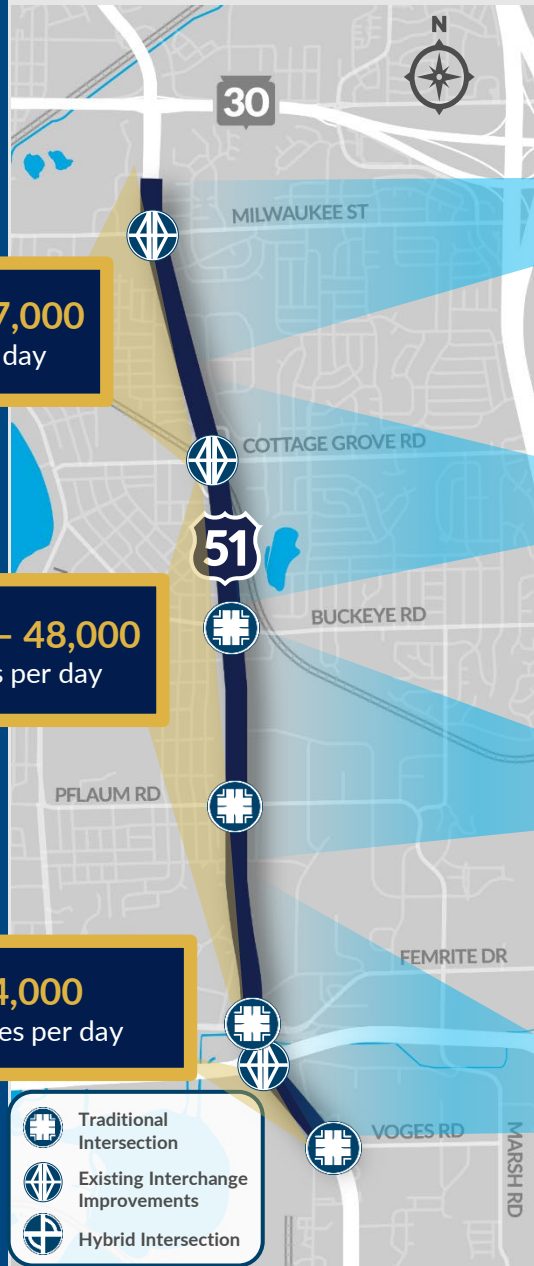 N
30
MILWAUKEE ST
7,000
day
COTTAGE GROVE RD
51
BUCKEYE RD
– 48,000
s per day
PFLAUM RD
FEMRITE DR
4,000
es per day
VOGES RD
MARSH RD
Traditional
Intersection
Existing Interchange
Improvements
Hybrid Intersection